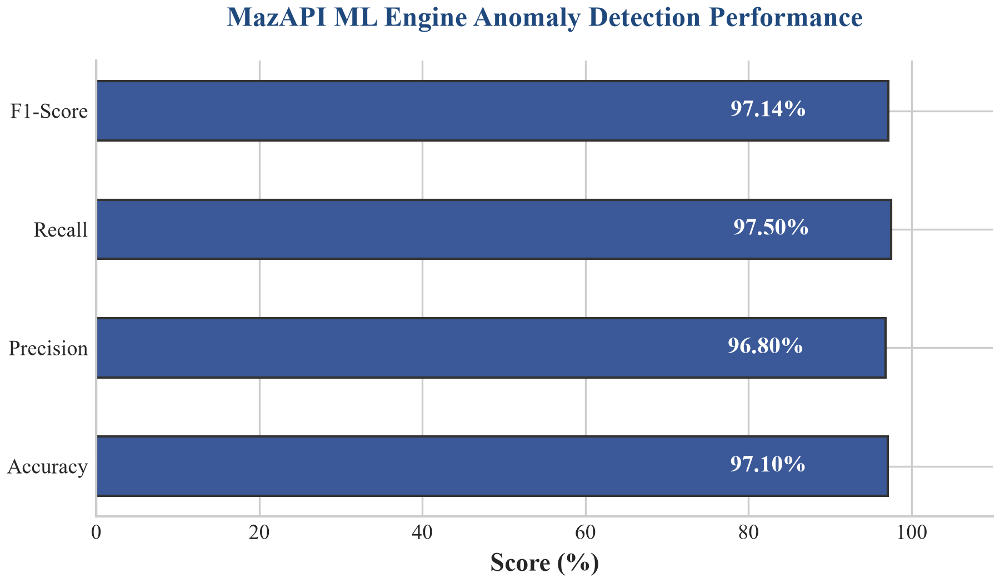 MazAPI ML Engine Anomaly Detection Performance
F1-Score
97.14%
Recall
97.50%
Precision
96.80%
Accuracy
97.10%
0 20 40 60 80 100
Score (%)